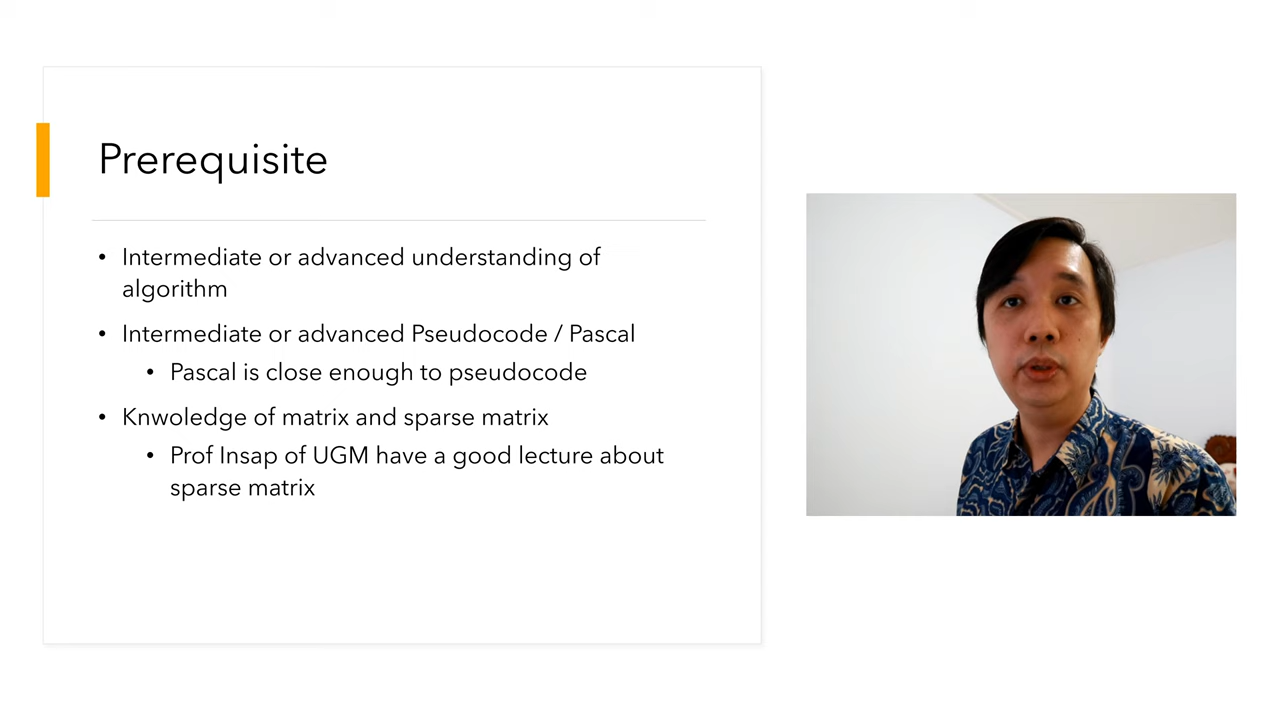 Prerequisite
• Intermediate or advanced understanding of
algorithm
• Intermediate or advanced Pseudocode / Pascal
• Pascal is close enough to pseudocode
• Knwoledge of matrix and sparse matrix
• Prof Insap of UGM have a good lecture about
sparse matrix